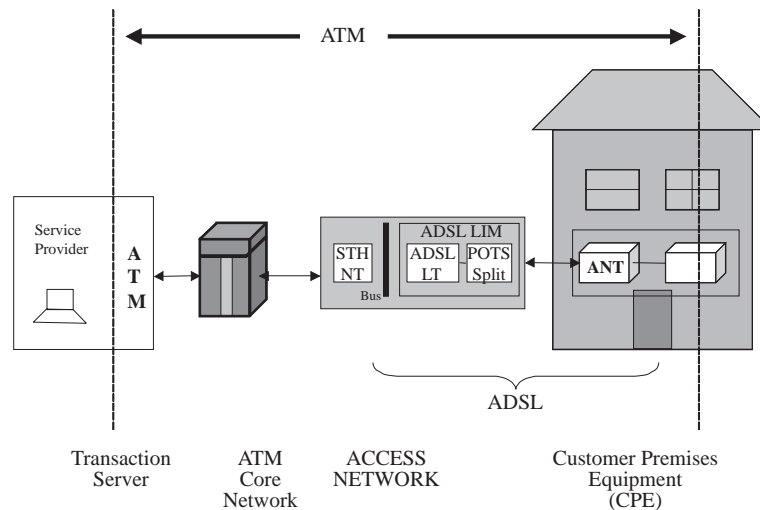 ATM
Service
Provider
A
T
M
STH
NT
Bus
ADSL LIM
ADSL
LT
POTS
Split
ANT
ADSL
Transaction
Server
ATM
Core
Network
ACCESS
NETWORK
Customer Premises
Equipment
(CPE)